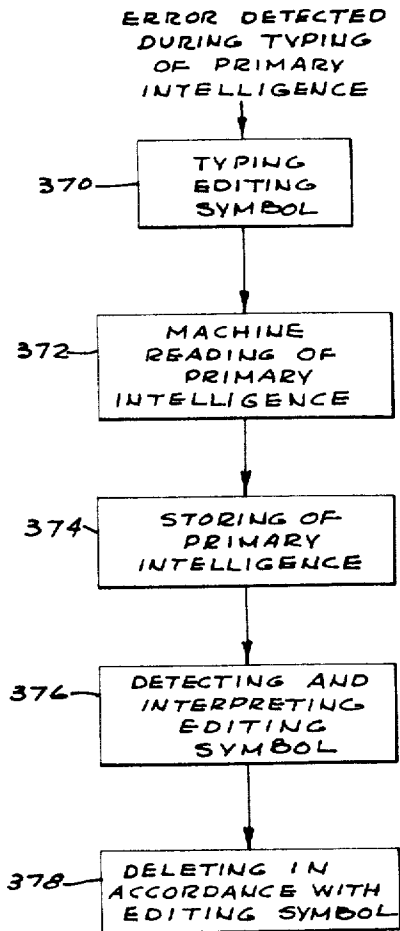 ERROR DETECTED
DURING TYPING
OF PRIMARY
INTELLIGENCE
370
TYPING
EDITING
SYMBOL
372
MACHINE
READING OF
PRIMARY
INTELLIGENCE
374
STORING OF
PRIMARY
INTELLIGENCE
376
DETECTING AND
INTERPRETING
EDITING
SYMBOL
378
DELETING IN
ACCORDANCE WITH
EDITING SYMBOL